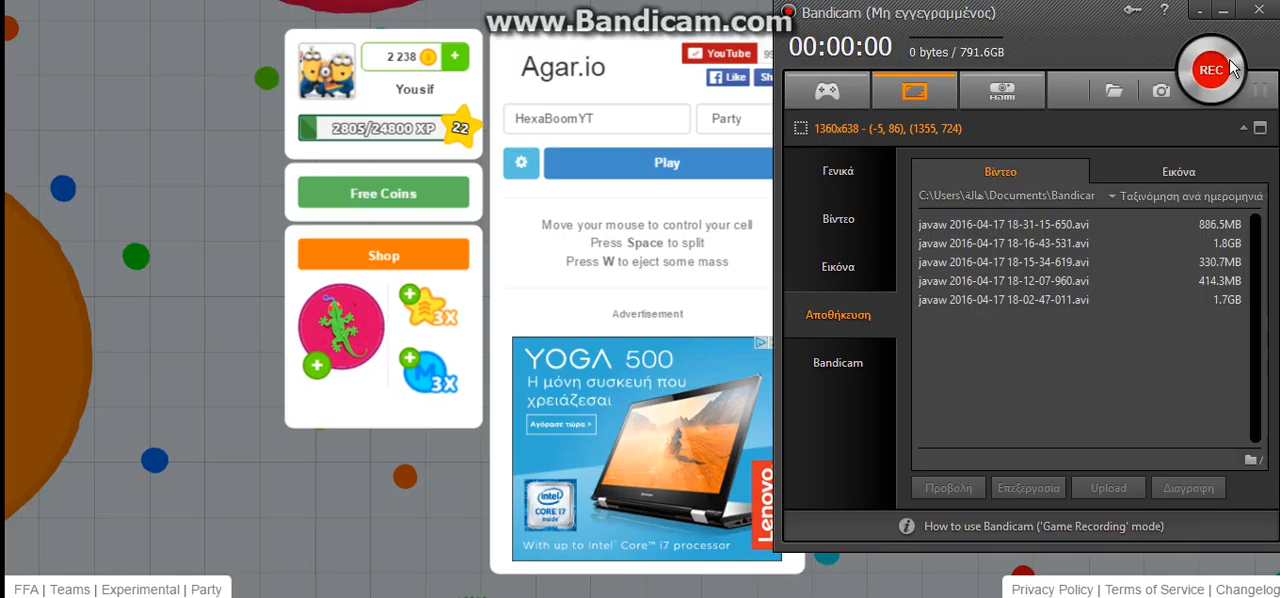 www.Bandicam.com
2 238
+
Yousif
2805/24800 XP
22
Free Coins
Shop
3X
3X
Agar.io
YouTube
Like
HexaBoomYT
Party
Play
Move your mouse to control your cell
Press Space to split
Press W to eject some mass
Advertisement
YOGA 500
Η μόνη συσκευή που
χρειάζεσαι
Αγόρασε τώρα >
intel
CORE i7
inside
Lenovo
With up to Intel® Core™ i7 processor
Bandicam (Μη εγγεγραμμένος)
00:00:00
0 bytes / 791.6GB
REC
HDMI
1360x638 - (-5, 86), (1355, 724)
Γενικά
Βίντεο
Εικόνα
Αποθήκευση
Bandicam
Βίντεο
Εικόνα
C:\Users\هالة\Documents\Bandicar
Ταξινόμηση ανά ημερομηνιά
javaw 2016-04-17 18-31-15-650.avi 886.5MB
javaw 2016-04-17 18-16-43-531.avi 1.8GB
javaw 2016-04-17 18-15-34-619.avi 330.7MB
javaw 2016-04-17 18-12-07-960.avi 414.3MB
javaw 2016-04-17 18-02-47-011.avi 1.7GB
Προβολή
Επεξεργασία
Upload
Διαγραφή
How to use Bandicam ('Game Recording' mode)
FFA | Teams | Experimental | Party
Privacy Policy | Terms of Service | Changelog